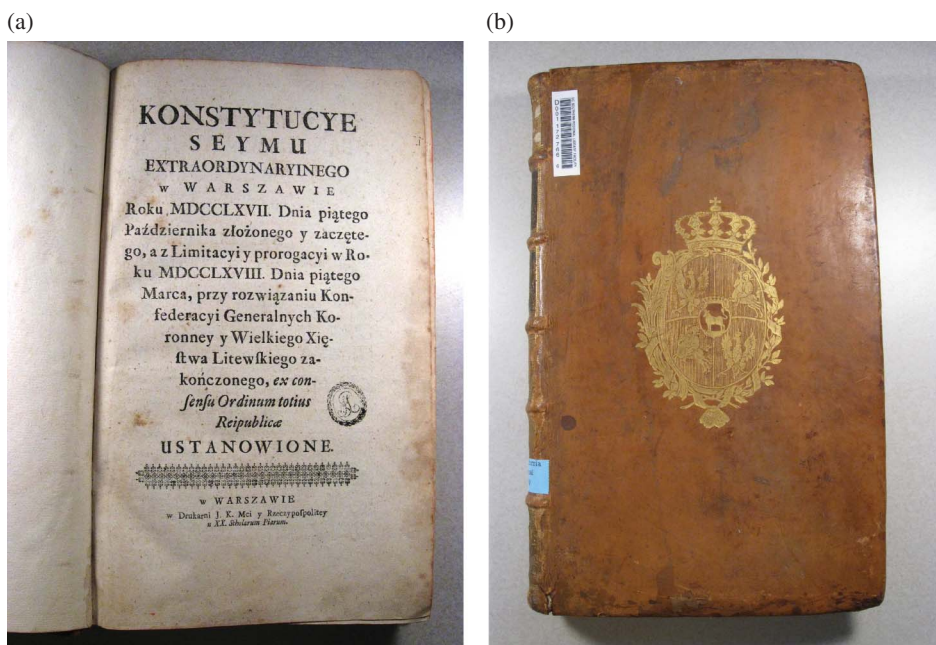 (a)
(b)
KONSTYTUCYE
SEYMU
EXTRAORDYNARYINEGO
w WARSZAWIE
Roku MDCCLXVII. Dnia piątego
Października złożonego y zaczęte-
go, a z Limitacyi y prorogacyi w Ro-
ku MDCCLXVIII. Dnia piątego
Marca, przy rozwiązaniu Kon-
federacyi Generalnych Ko-
ronney y Wielkiego Xię-
ſtwa Litewſkiego za-
kończonego, ex con-
ſenſu Ordinum totius
Reipublicæ
USTANOWIONE.
w WARSZAWIE
w Drukarni J. K. Mci y Rzeczypoſpolitey
u XX. Scholarum Piarum.